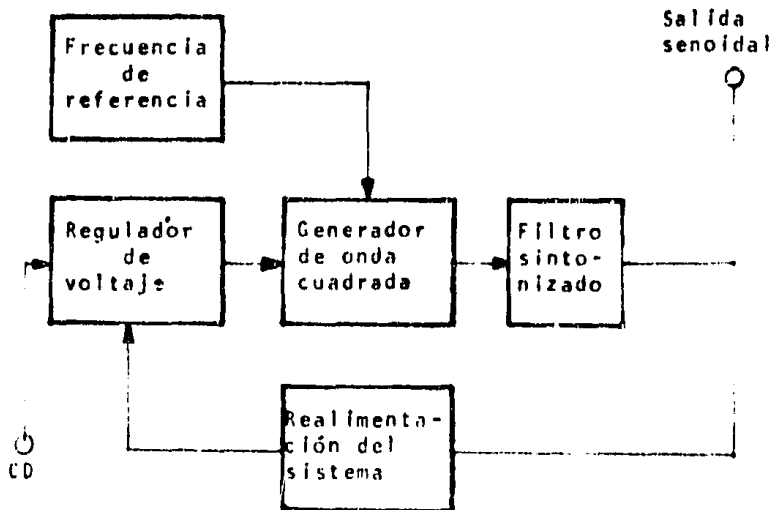 Salida
senoidal
Frecuencia
de
referencia
Regulador
de
voltaje
Generador
de onda
cuadrada
Filtro
sinto-
nizado
Realimenta-
ción del
sistema
CD